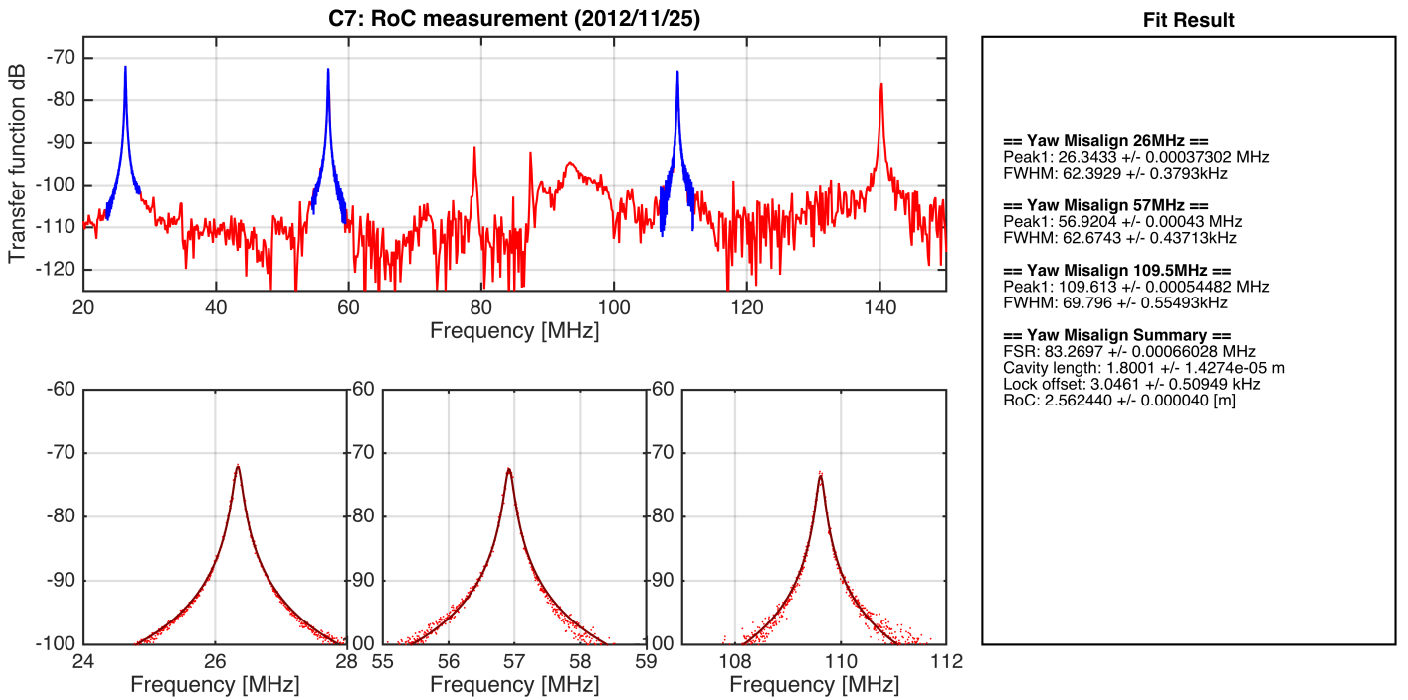 C7: RoC measurement (2012/11/25)
Transfer function dB
-70
-80
-90
-100
-110
-120
20
40
60
80
100
120
140
Frequency [MHz]
-60
-70
-80
-90
-100
24
26
28
Frequency [MHz]
-60
-70
-80
-90
00
55
56
57
58
59
Frequency [MHz]
-60
-70
-80
-90
00
108
110
112
Frequency [MHz]
Fit Result
== Yaw Misalign 26MHz ==
Peak1: 26.3433 +/- 0.00037302 MHz
FWHM: 62.3929 +/- 0.3793kHz
== Yaw Misalign 57MHz ==
Peak1: 56.9204 +/- 0.00043 MHz
FWHM: 62.6743 +/- 0.43713kHz
== Yaw Misalign 109.5MHz ==
Peak1: 109.613 +/- 0.00054482 MHz
FWHM: 69.796 +/- 0.55493kHz
== Yaw Misalign Summary ==
FSR: 83.2697 +/- 0.00066028 MHz
Cavity length: 1.8001 +/- 1.4274e-05 m
Lock offset: 3.0461 +/- 0.50949 kHz
RoC: 2.562440 +/- 0.000040 [m]